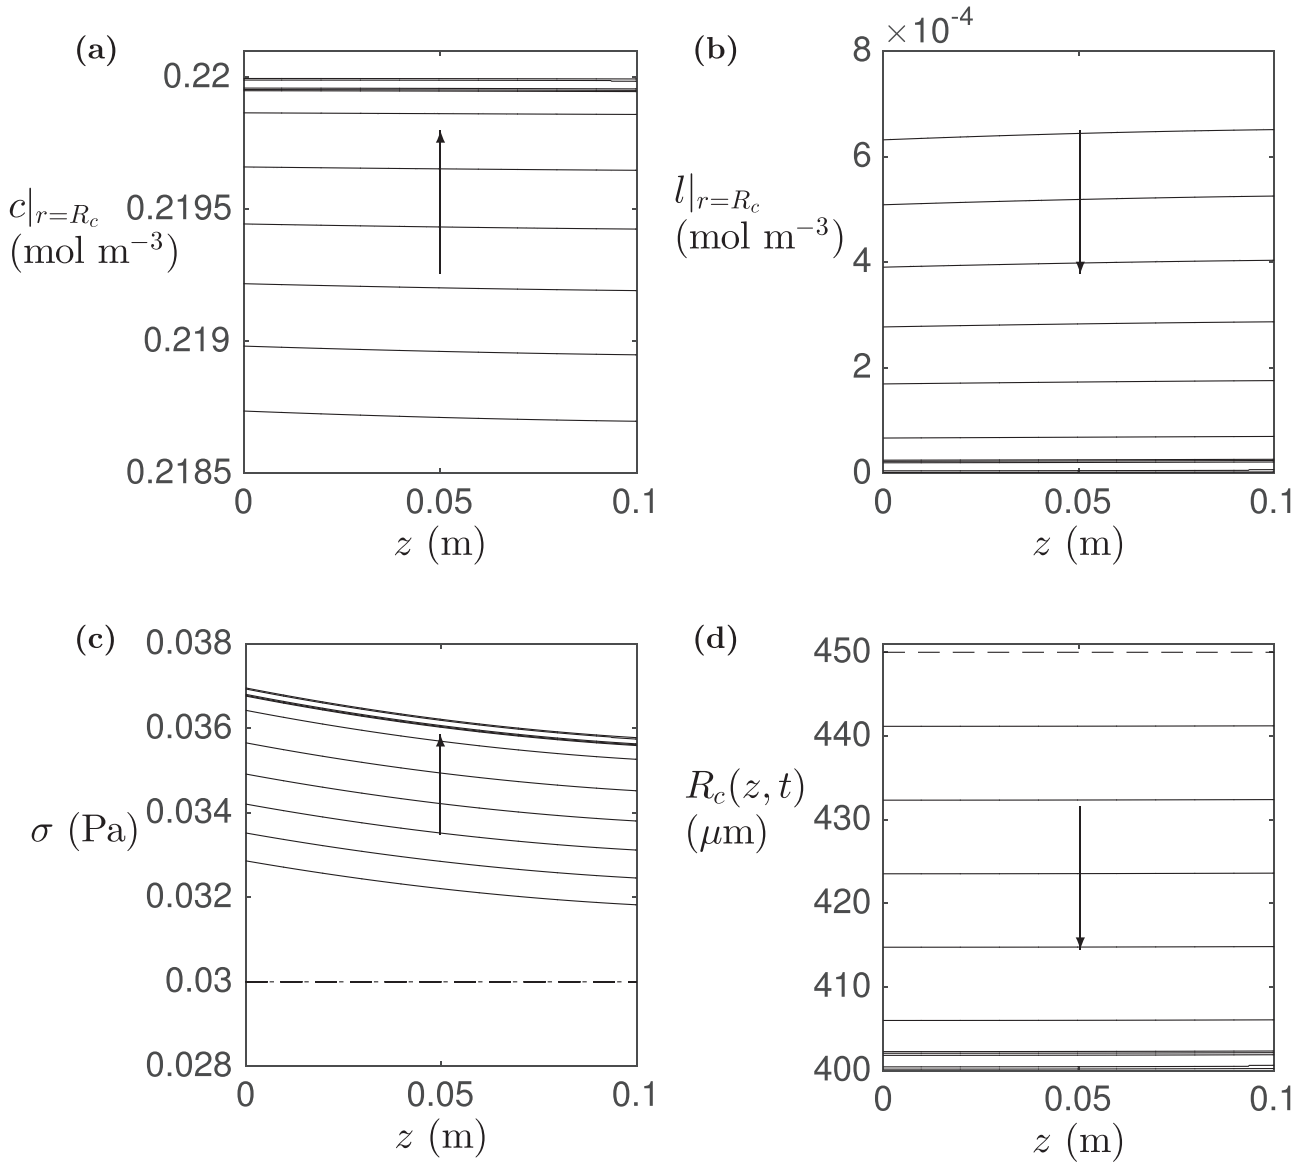 (a)
0.22
0.2195
0.219
0.2185
c|r=Rc
(mol m−3)
0 0.05 0.1
z (m)
(b)
×10-4
8
6
4
2
0
l|r=Rc
(mol m−3)
0 0.05 0.1
z (m)
(c)
0.038
0.036
0.034
0.032
0.03
0.028
σ (Pa)
0 0.05 0.1
z (m)
(d)
450
440
430
420
410
400
Rc(z, t)
(μm)
0 0.05 0.1
z (m)